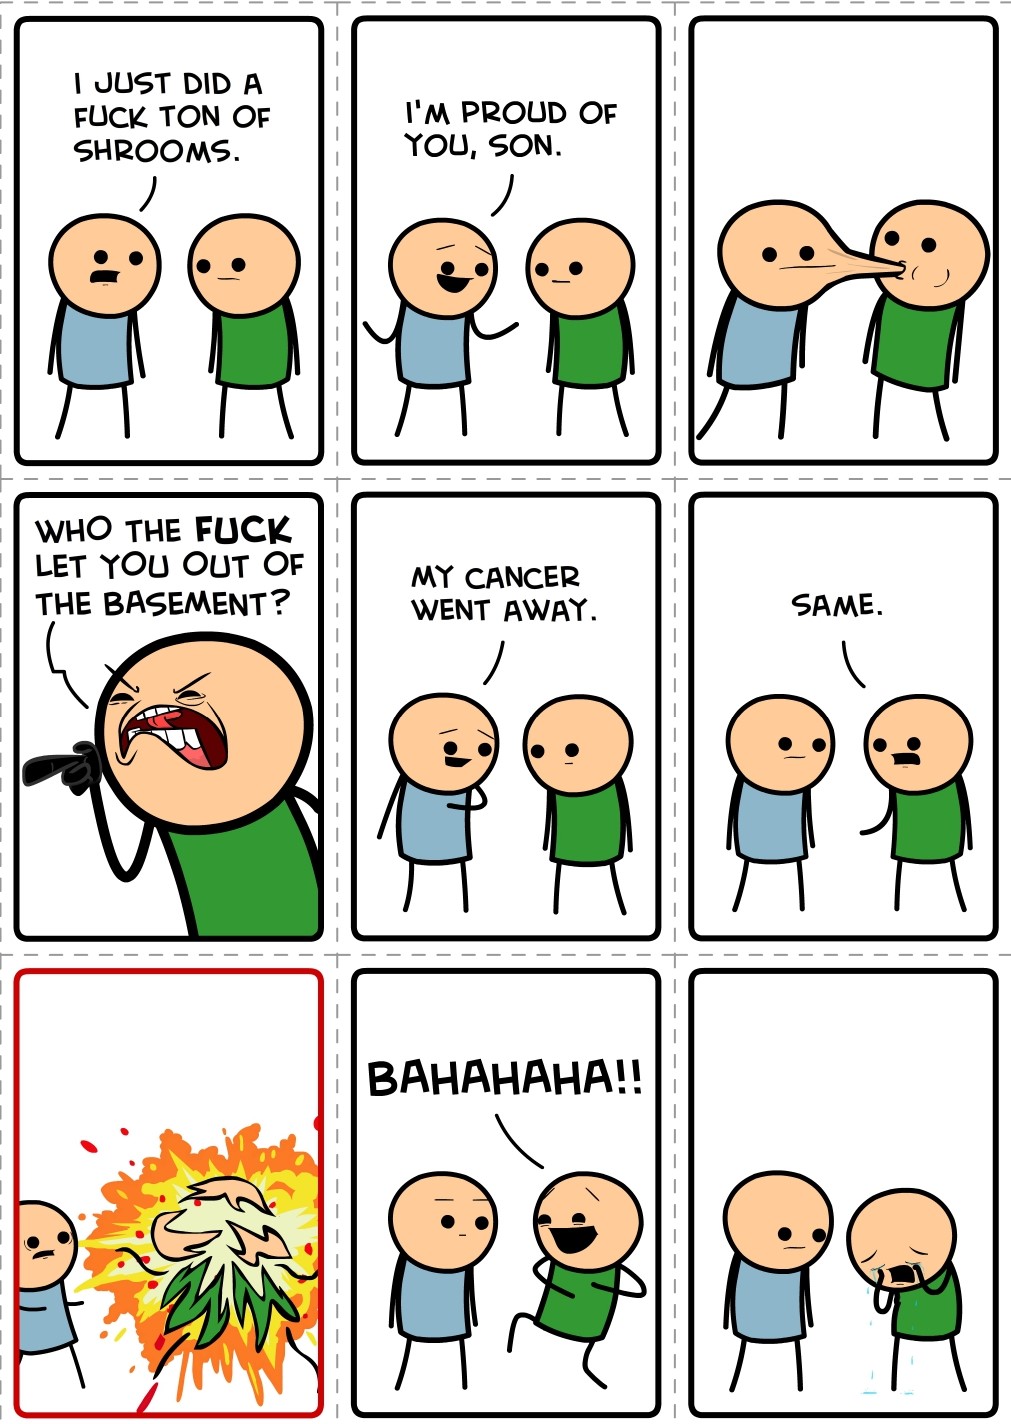 I JUST DID A
FUCK TON OF
SHROOMS.
I'M PROUD OF
YOU, SON.
WHO THE FUCK
LET YOU OUT OF
THE BASEMENT?
MY CANCER
WENT AWAY.
SAME.
BAHAHAHA!!